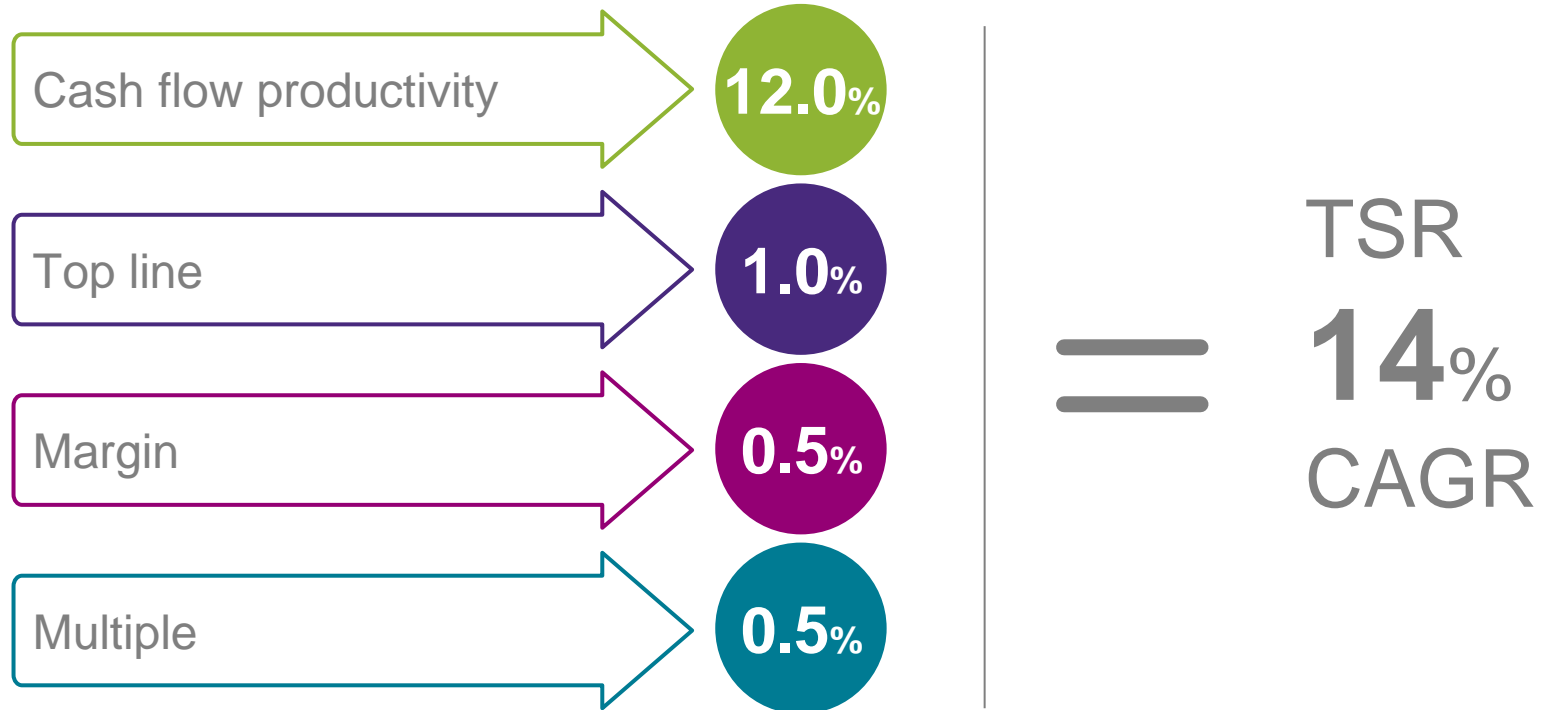 Cash flow productivity
12.0%
Top line
1.0%
Margin
0.5%
Multiple
0.5%
TSR
14%
CAGR